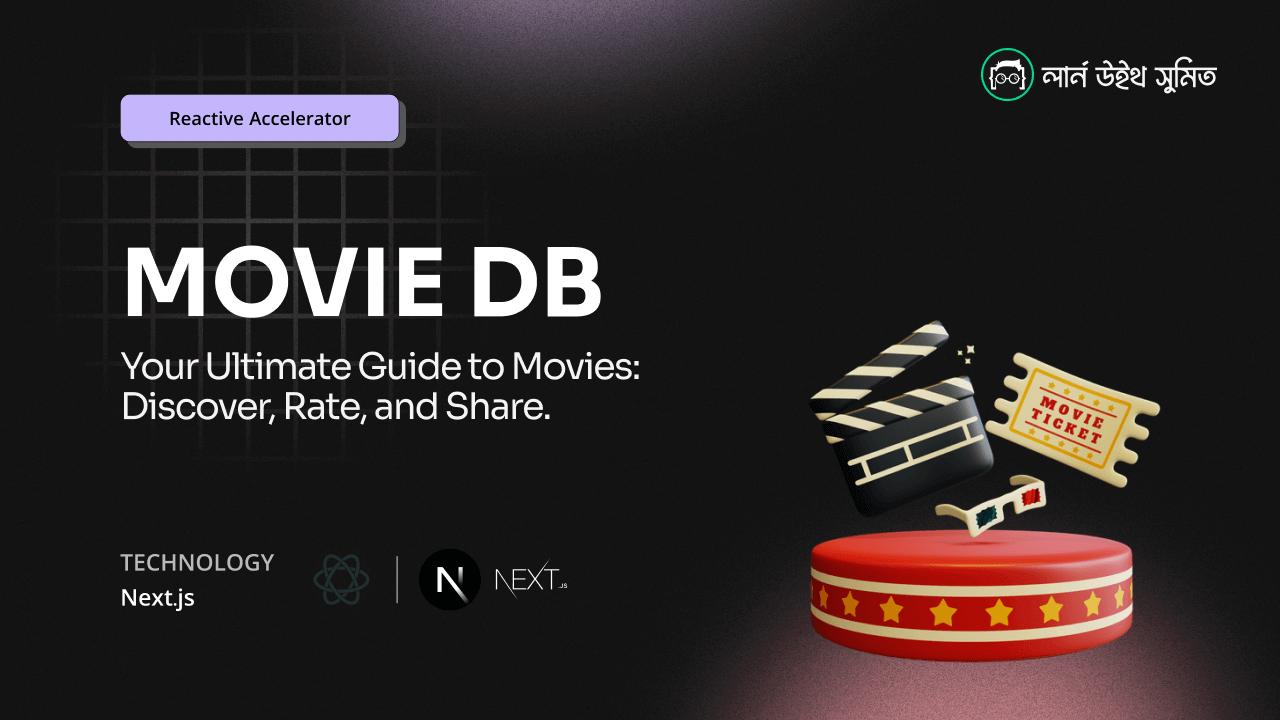 লার্ন উইথ সুমিত
Reactive Accelerator
MOVIE DB
Your Ultimate Guide to Movies:
Discover, Rate, and Share.
MOVIE
TICKET
TECHNOLOGY
Next.js
N
NEXT.JS